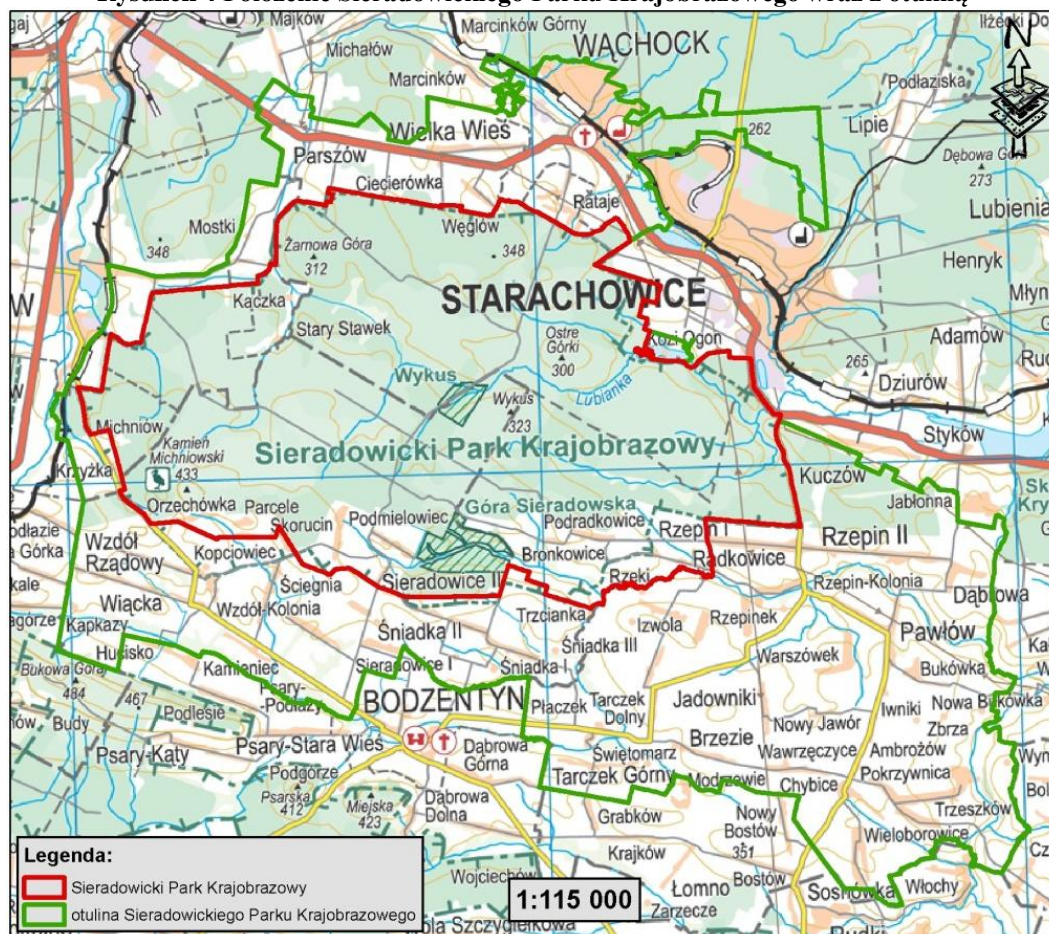 Rysunek 4 Położenie Sieradowickiego Parku Krajobrazowego wraz z otuliną
Majków
Marcinków Górny
Michałów
WĄCHOCK
N
Marcinków
Podłaziska
Wielka Wieś
262
Lipie
Parszów
Dębowa Góra
273
Ciecierówka
Rataje
Lubienia
Mostki
Węglów
348
348
Żarnowa Góra
312
Henryk
Kaczka
STARACHOWICE
W
Stary Stawek
Ostre
Górki
300
Kozi Ogon
Adamów
265
Dziurów
Wykus
Lubianka
Wykus
323
Michniów
Styków
Kamień
Michniowski
433
Sieradowicki Park Krajobrazowy
Krzyżka
Kuczów
Orzechówka
Parcele
Góra Sieradowska
Jabłonna
Skorucin
Podmielowiec
Podradkowice
Rzepin I
Rzepin II
Wzdół
Rządowy
Kopciowiec
Bronkowice
Radkowice
Ściegnia
Sieradowice II
Rzeki
Rzepin-Kolonia
Dąbrowa
Wiącka
Wzdół-Kolonia
Trzcianka
Izwola
Rzepinek
Kapkazy
Śniadka II
Śniadka III
Pawłów
Hucisko
Warszówek
Bukówka
Bukowa Góra
484
Kamieniec
Sieradowice I
Śniadka I
467
Psary
-Podłazy
BODZENTYN
Płaczek
Tarczek
Dolny
Jadowniki
Iwniki
Nowa Bukówka
Budy
Podlesie
Nowy Jawór
Zbrza
Psary-Kąty
Psary-Stara Wieś
Dąbrowa
Górna
Świętomarz
Brzezie
Wawrzęczyce
Ambrożów
Podgórze
Tarczek Górny
Modrzewie
Chybice
Pokrzywnica
Psarska
412
Miejska
423
Dąbrowa
Dolna
Grabków
Nowy
Bostów
351
Trzeszków
Wieloborowice
Legenda:
Krajków
Bostów
Sieradowicki Park Krajobrazowy
Wojciechów
Łomno
Sosnówka
Włochy
otulina Sieradowickiego Parku Krajobrazowego
1:115 000
Zarzecze
Rudki